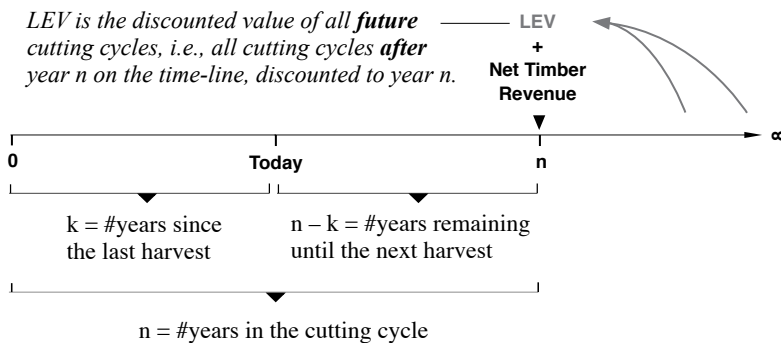 LEV is the discounted value of all future
cutting cycles, i.e., all cutting cycles after
year n on the time-line, discounted to year n.
LEV
+
Net Timber
Revenue
0
Today
n
∝
k = #years since
the last harvest
n – k = #years remaining
until the next harvest
n = #years in the cutting cycle